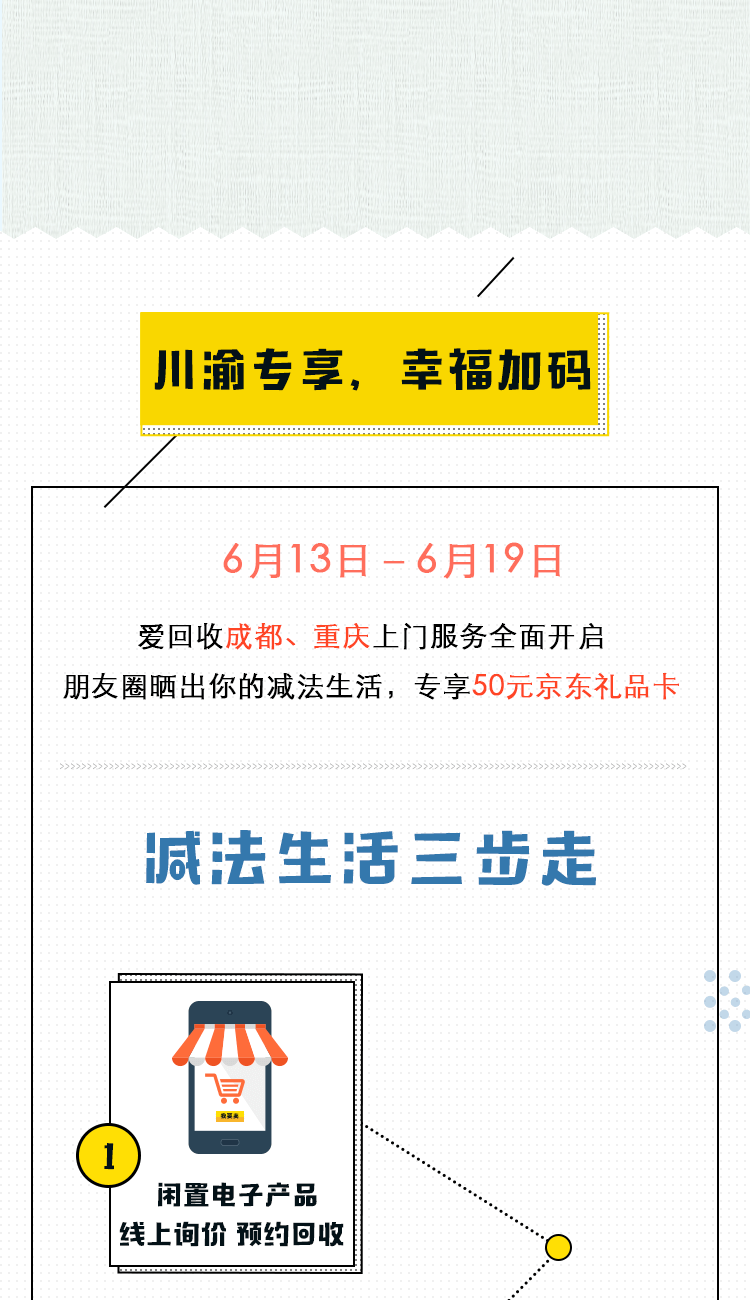 川渝专享，幸福加码
6月13日 – 6月19日
爱回收成都、重庆上门服务全面开启
朋友圈晒出你的减法生活，专享50元京东礼品卡
减法生活三步走
我要卖
1
闲置电子产品
线上询价 预约回收